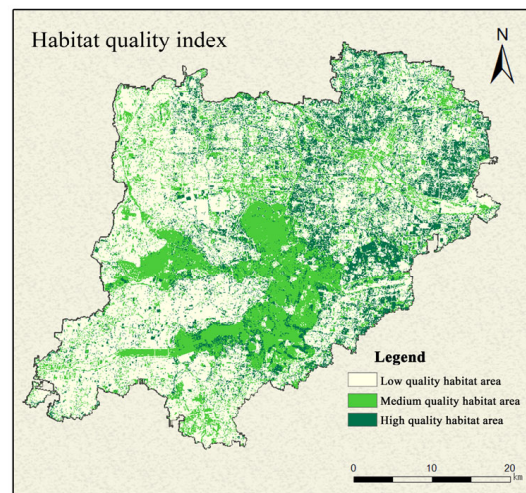 Habitat quality index
N
Legend
Low quality habitat area
Medium quality habitat area
High quality habitat area
0 10 20
km